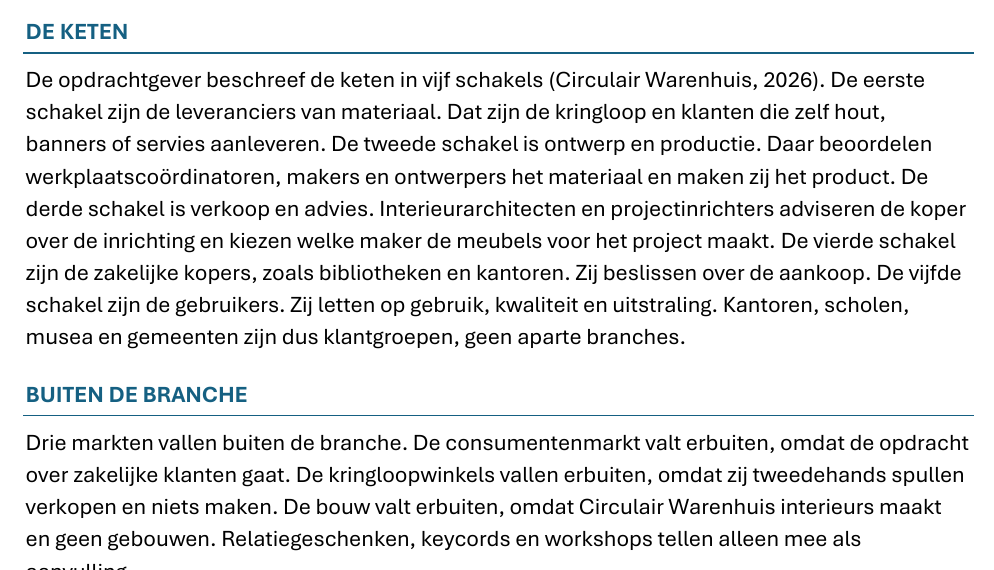 DE KETEN
De opdrachtgever beschreef de keten in vijf schakels (Circulair Warenhuis, 2026). De eerste
schakel zijn de leveranciers van materiaal. Dat zijn de kringloop en klanten die zelf hout,
banners of servies aanleveren. De tweede schakel is ontwerp en productie. Daar beoordelen
werkplaatscoördinatoren, makers en ontwerpers het materiaal en maken zij het product. De
derde schakel is verkoop en advies. Interieurarchitecten en projectinrichters adviseren de koper
over de inrichting en kiezen welke maker de meubels voor het project maakt. De vierde schakel
zijn de zakelijke kopers, zoals bibliotheken en kantoren. Zij beslissen over de aankoop. De vijfde
schakel zijn de gebruikers. Zij letten op gebruik, kwaliteit en uitstraling. Kantoren, scholen,
musea en gemeenten zijn dus klantgroepen, geen aparte branches.
BUITEN DE BRANCHE
Drie markten vallen buiten de branche. De consumentenmarkt valt erbuiten, omdat de opdracht
over zakelijke klanten gaat. De kringloopwinkels vallen erbuiten, omdat zij tweedehands spullen
verkopen en niets maken. De bouw valt erbuiten, omdat Circulair Warenhuis interieurs maakt
en geen gebouwen. Relatiegeschenken, keycords en workshops tellen alleen mee als